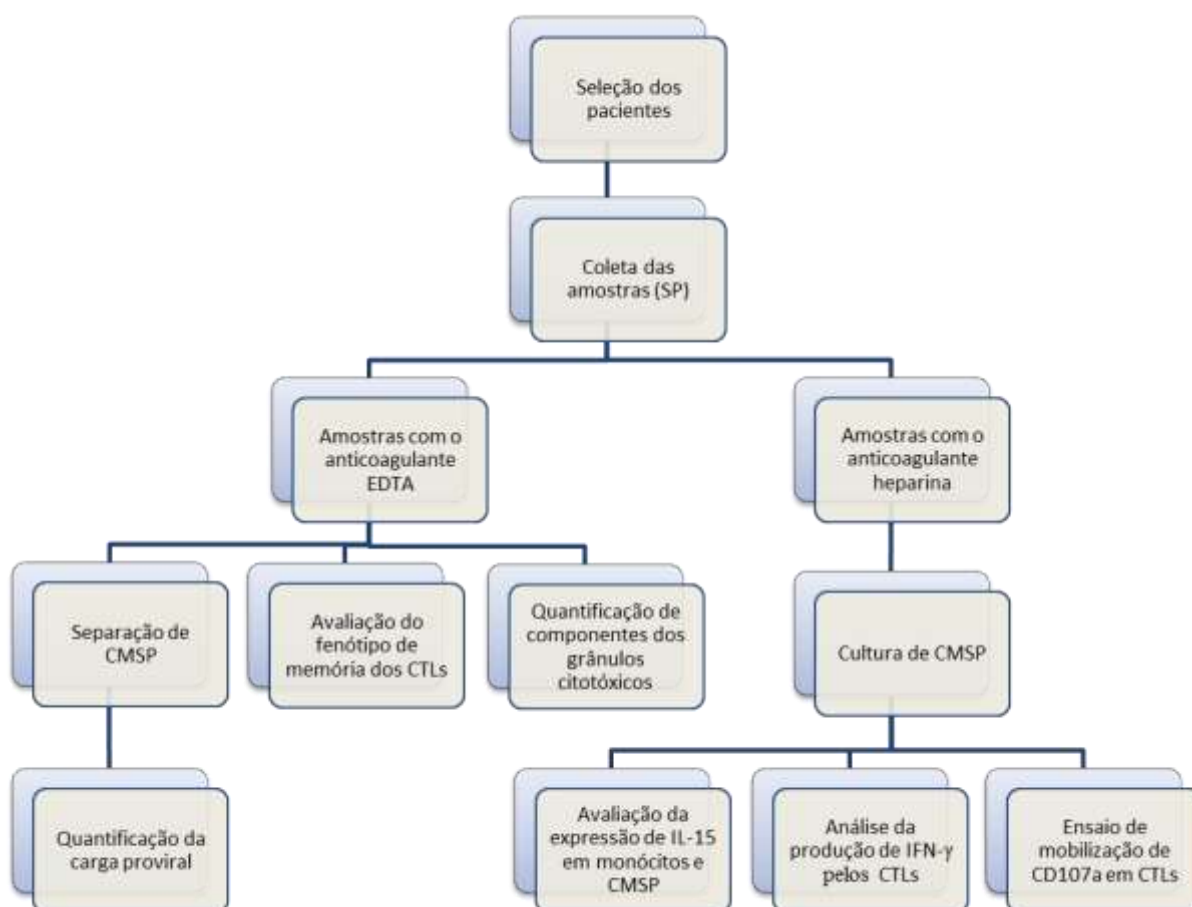 Seleção dos
pacientes
Coleta das
amostras (SP)
Amostras com o
anticoagulante
EDTA
Amostras com o
anticoagulante
heparina
Separação de
CMSP
Avaliação do
fenótipo de
memória dos CTLs
Quantificação de
componentes dos
grânulos
citotóxicos
Cultura de CMSP
Quantificação da
carga proviral
Avaliação da
expressão de IL-15
em monócitos e
CMSP
Análise da
produção de IFN-γ
pelos CTLs
Ensaio de
mobilização de
CD107a em CTLs